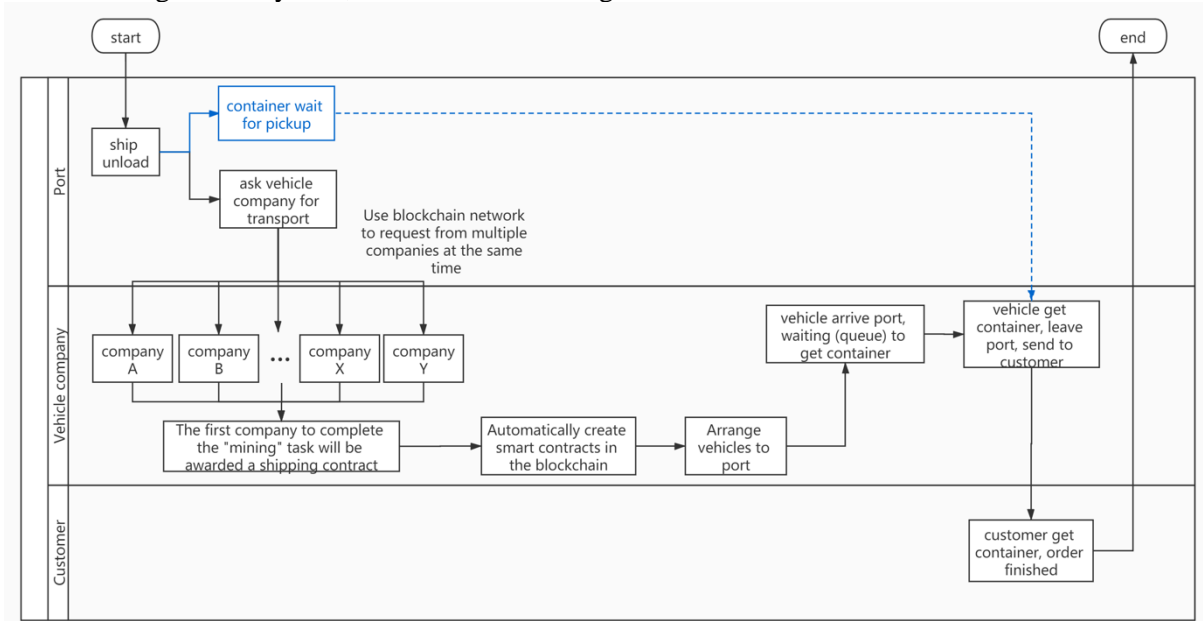 start
end
Port
container wait
for pickup
ship
unload
ask vehicle
company for
transport
Use blockchain network
to request from multiple
companies at the same
time
Vehicle company
company
A
company
B
...
company
X
company
Y
vehicle arrive port,
waiting (queue) to
get container
vehicle get
container, leave
port, send to
customer
The first company to complete
the "mining" task will be
awarded a shipping contract
Automatically create
smart contracts in
the blockchain
Arrange
vehicles to
port
Customer
customer get
container, order
finished